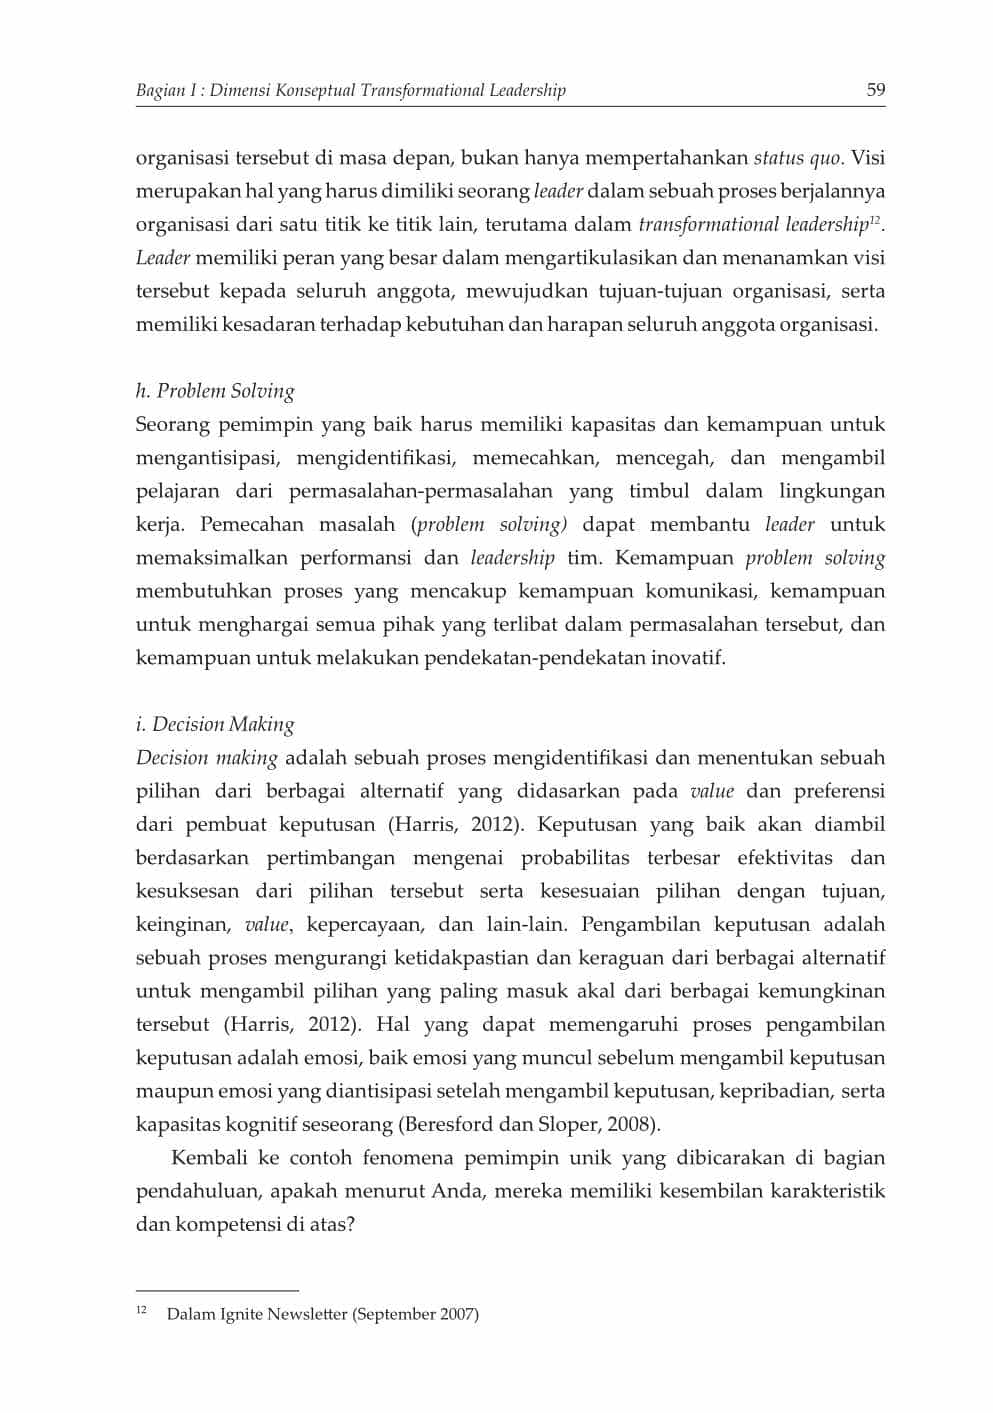 Bagian I : Dimensi Konseptual Transformational Leadership 59
organisasi tersebut di masa depan, bukan hanya mempertahankan status quo. Visi
merupakan hal yang harus dimiliki seorang leader dalam sebuah proses berjalannya
organisasi dari satu titik ke titik lain, terutama dalam transformational leadership12.
Leader memiliki peran yang besar dalam mengartikulasikan dan menanamkan visi
tersebut kepada seluruh anggota, mewujudkan tujuan-tujuan organisasi, serta
memiliki kesadaran terhadap kebutuhan dan harapan seluruh anggota organisasi.
h. Problem Solving
Seorang pemimpin yang baik harus memiliki kapasitas dan kemampuan untuk
mengantisipasi, mengidentifikasi, memecahkan, mencegah, dan mengambil
pelajaran dari permasalahan-permasalahan yang timbul dalam lingkungan
kerja. Pemecahan masalah (problem solving) dapat membantu leader untuk
memaksimalkan performansi dan leadership tim. Kemampuan problem solving
membutuhkan proses yang mencakup kemampuan komunikasi, kemampuan
untuk menghargai semua pihak yang terlibat dalam permasalahan tersebut, dan
kemampuan untuk melakukan pendekatan-pendekatan inovatif.
i. Decision Making
Decision making adalah sebuah proses mengidentifikasi dan menentukan sebuah
pilihan dari berbagai alternatif yang didasarkan pada value dan preferensi
dari pembuat keputusan (Harris, 2012). Keputusan yang baik akan diambil
berdasarkan pertimbangan mengenai probabilitas terbesar efektivitas dan
kesuksesan dari pilihan tersebut serta kesesuaian pilihan dengan tujuan,
keinginan, value, kepercayaan, dan lain-lain. Pengambilan keputusan adalah
sebuah proses mengurangi ketidakpastian dan keraguan dari berbagai alternatif
untuk mengambil pilihan yang paling masuk akal dari berbagai kemungkinan
tersebut (Harris, 2012). Hal yang dapat memengaruhi proses pengambilan
keputusan adalah emosi, baik emosi yang muncul sebelum mengambil keputusan
maupun emosi yang diantisipasi setelah mengambil keputusan, kepribadian, serta
kapasitas kognitif seseorang (Beresford dan Sloper, 2008).
Kembali ke contoh fenomena pemimpin unik yang dibicarakan di bagian
pendahuluan, apakah menurut Anda, mereka memiliki kesembilan karakteristik
dan kompetensi di atas?
12 Dalam Ignite Newsletter (September 2007)